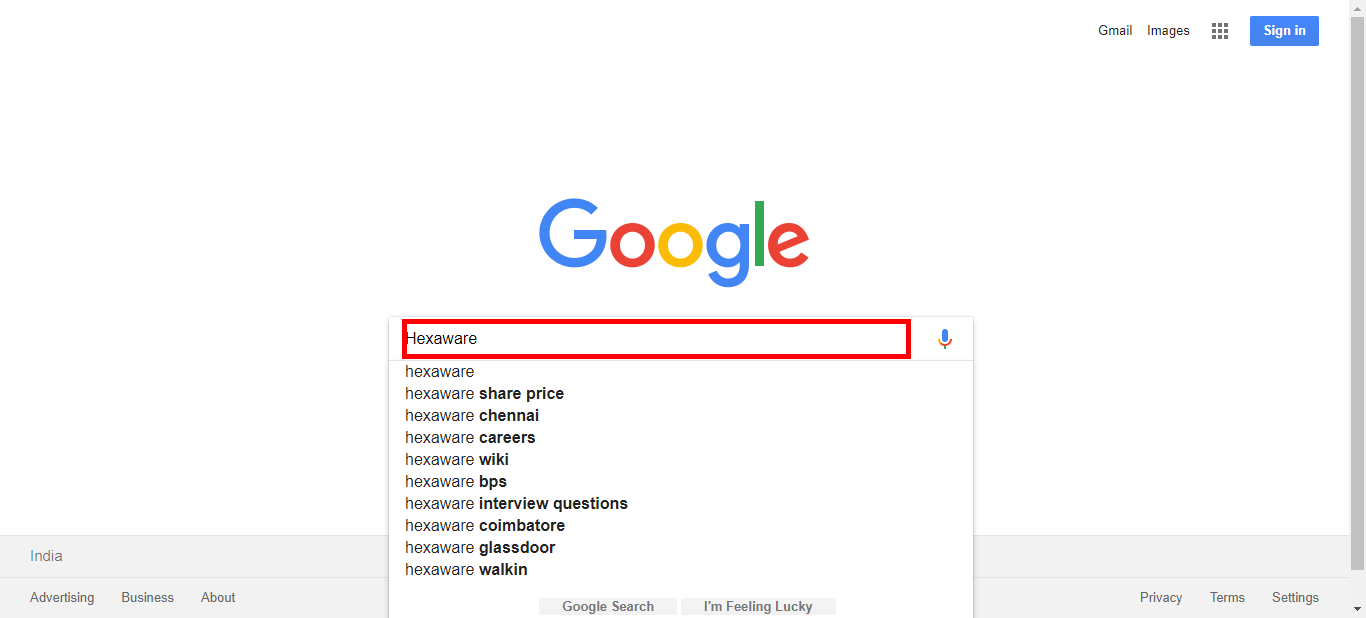 Gmail Images Sign in
Google
Hexaware
hexaware
hexaware share price
hexaware chennai
hexaware careers
hexaware wiki
hexaware bps
hexaware interview questions
hexaware coimbatore
hexaware glassdoor
hexaware walkin
Google Search I'm Feeling Lucky
India
Advertising Business About Privacy Terms Settings